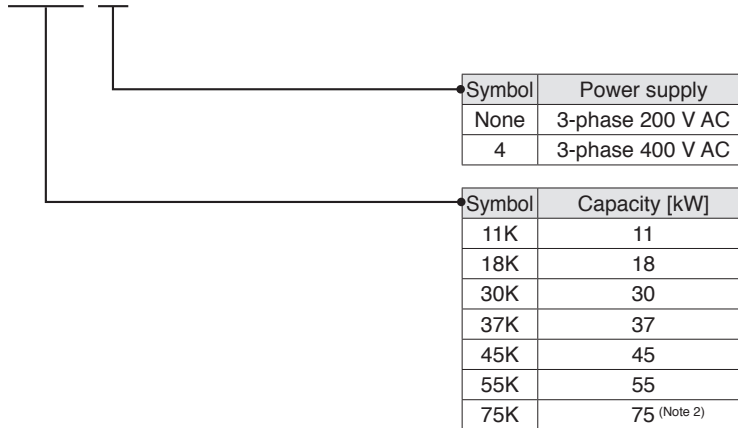 Symbol Power supply
None 3-phase 200 V AC
4 3-phase 400 V AC
Symbol Capacity [kW]
11K 11
18K 18
30K 30
37K 37
45K 45
55K 55
75K 75 (Note 2)